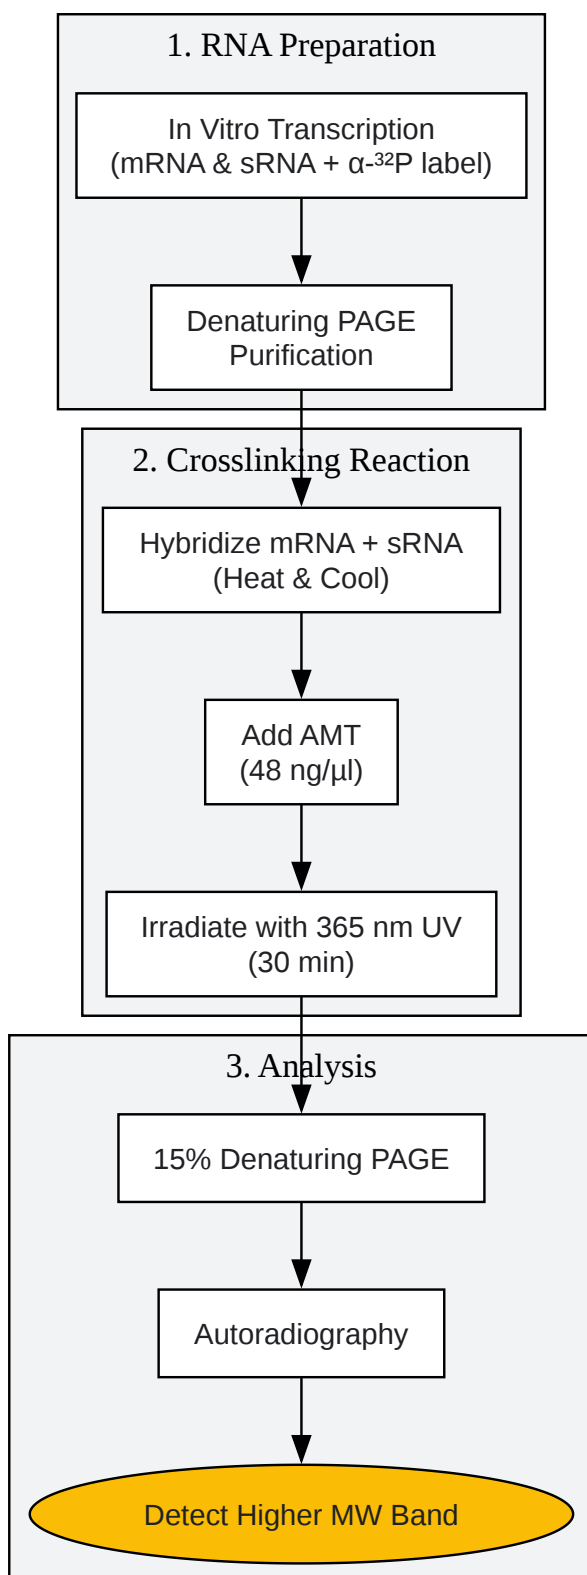 1. RNA Preparation
In Vitro Transcription
(mRNA & sRNA + α-³²P label)
Denaturing PAGE
Purification
2. Crosslinking Reaction
Hybridize mRNA + sRNA
(Heat & Cool)
Add AMT
(48 ng/µl)
Irradiate with 365 nm UV
(30 min)
3. Analysis
15% Denaturing PAGE
Autoradiography
Detect Higher MW Band